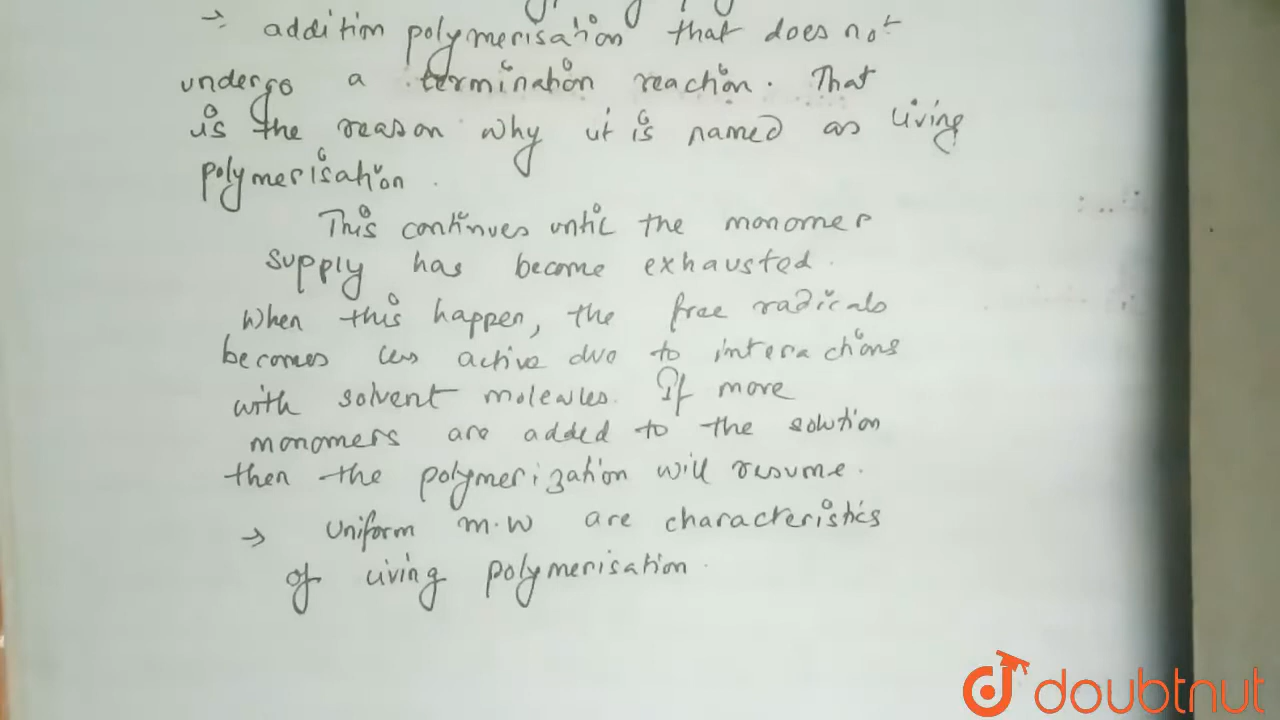 → addition polymerisation that does not
undergo a termination reaction. That
is the reason why it is named as living
polymerisation.
This continues until the monomer
supply has become exhausted.
When this happen, the free radicals
becomes less active due to interactions
with solvent molecules. If more
monomers are added to the solution
then the polymerization will resume.
→ Uniform m.w are characteristics
of living polymerisation.
doubtnut